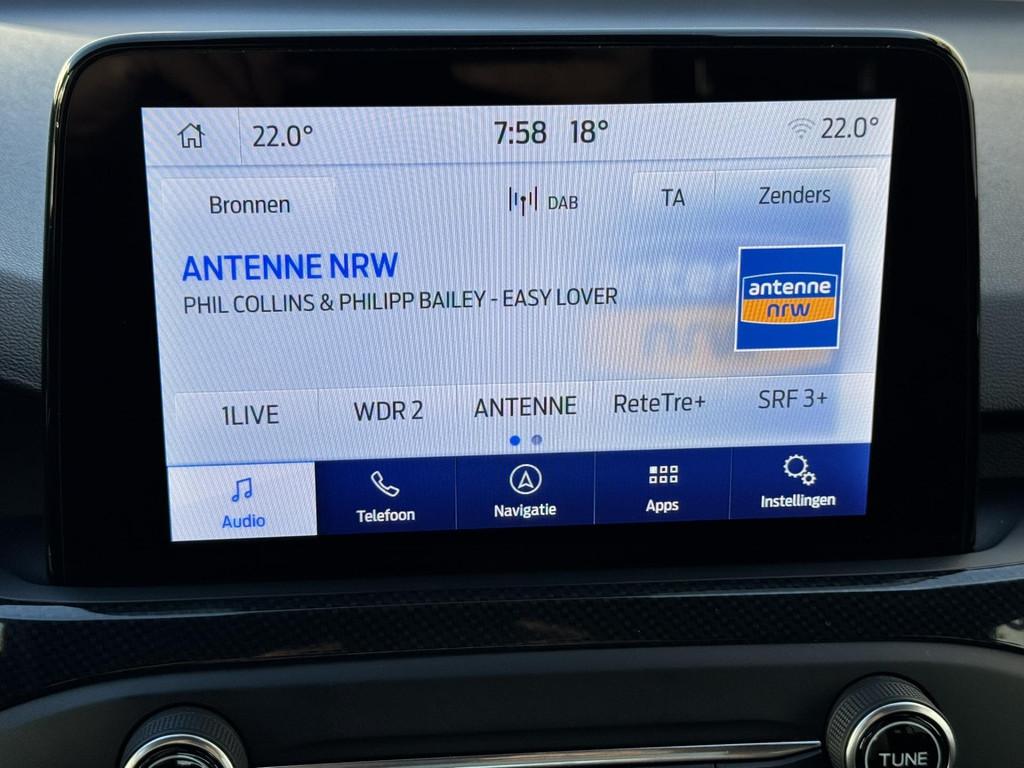 22.0° 7:58 18° 22.0°
Bronnen DAB TA Zenders
ANTENNE NRW
PHIL COLLINS & PHILIPP BAILEY - EASY LOVER
antenne
nrw
1LIVE WDR 2 ANTENNE ReteTre+ SRF 3+
Audio Telefoon Navigatie Apps Instellingen
TUNE